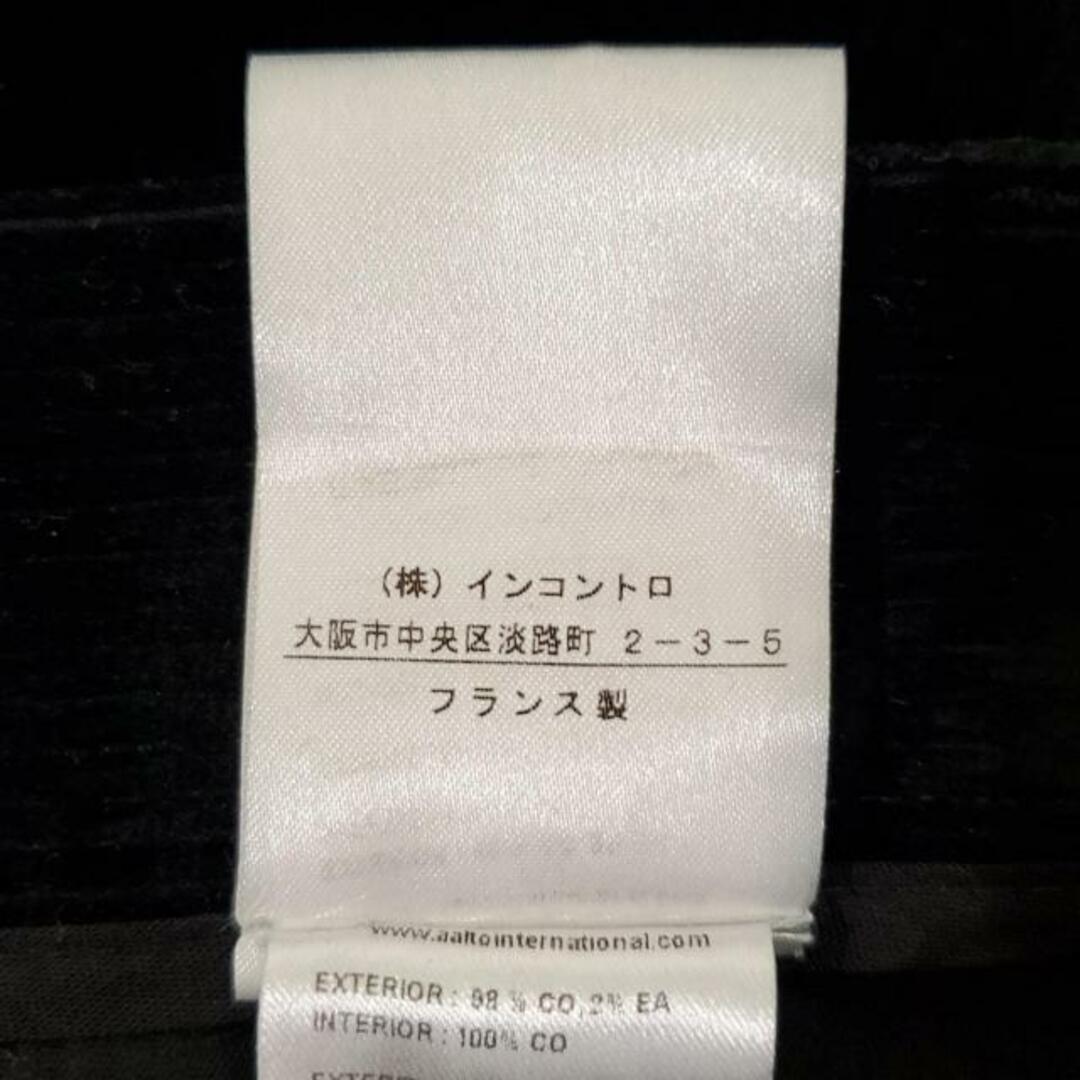 （株）インコントロ
大阪市中央区淡路町 2－3－5
フランス製
www.aaltointernational.com
EXTERIOR : 98 % CO, 2% EA
INTERIOR : 100% CO